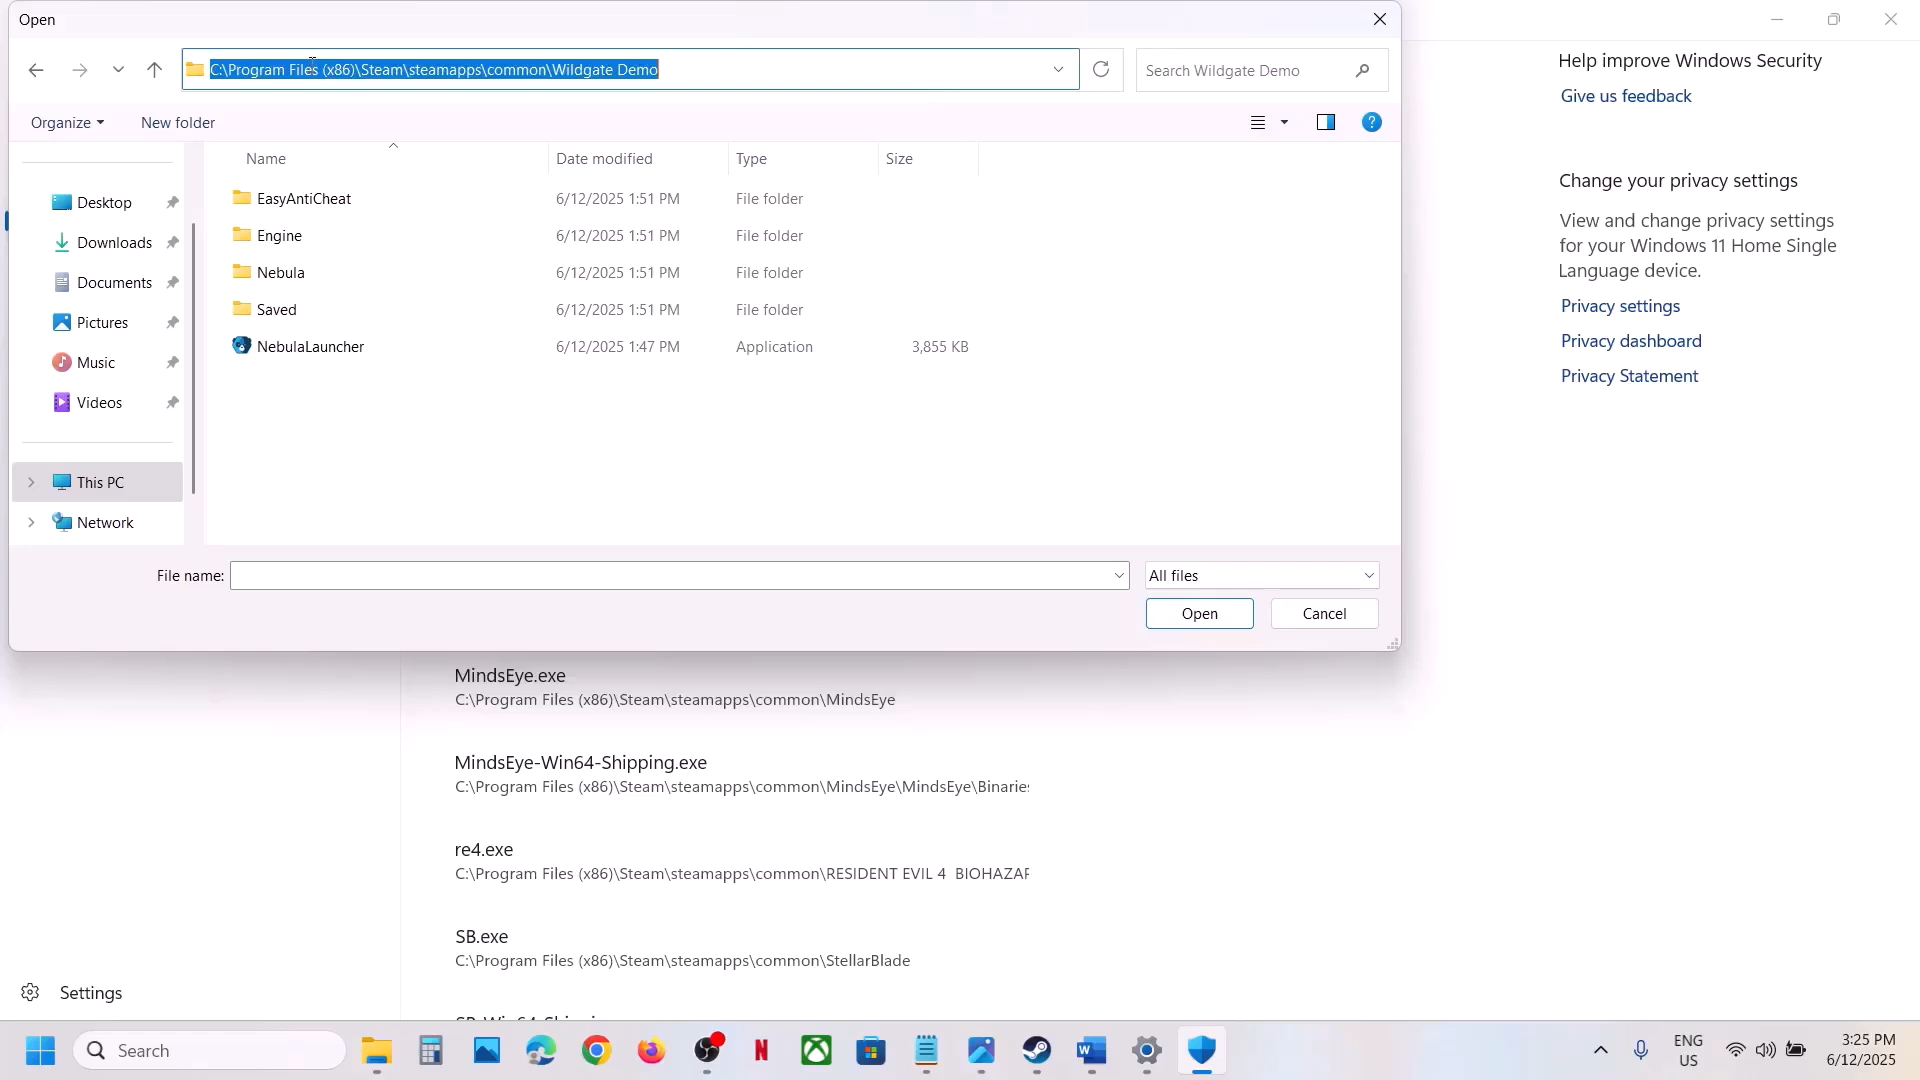 Open
C:\Program Files (x86)\Steam\steamapps\common\Wildgate Demo
Search Wildgate Demo
Organize
New folder
Name
Date modified
Type
Size
Desktop
Downloads
Documents
Pictures
Music
Videos
This PC
Network
EasyAntiCheat 6/12/2025 1:51 PM File folder
Engine 6/12/2025 1:51 PM File folder
Nebula 6/12/2025 1:51 PM File folder
Saved 6/12/2025 1:51 PM File folder
NebulaLauncher 6/12/2025 1:47 PM Application 3,855 KB
File name:
All files
Open
Cancel
Help improve Windows Security
Give us feedback
Change your privacy settings
View and change privacy settings
for your Windows 11 Home Single
Language device.
Privacy settings
Privacy dashboard
Privacy Statement
MindsEye.exe
C:\Program Files (x86)\Steam\steamapps\common\MindsEye
MindsEye-Win64-Shipping.exe
C:\Program Files (x86)\Steam\steamapps\common\MindsEye\MindsEye\Binaries
re4.exe
C:\Program Files (x86)\Steam\steamapps\common\RESIDENT EVIL 4 BIOHAZAR
SB.exe
C:\Program Files (x86)\Steam\steamapps\common\StellarBlade
Settings
Search
ENG
US
3:25 PM
6/12/2025